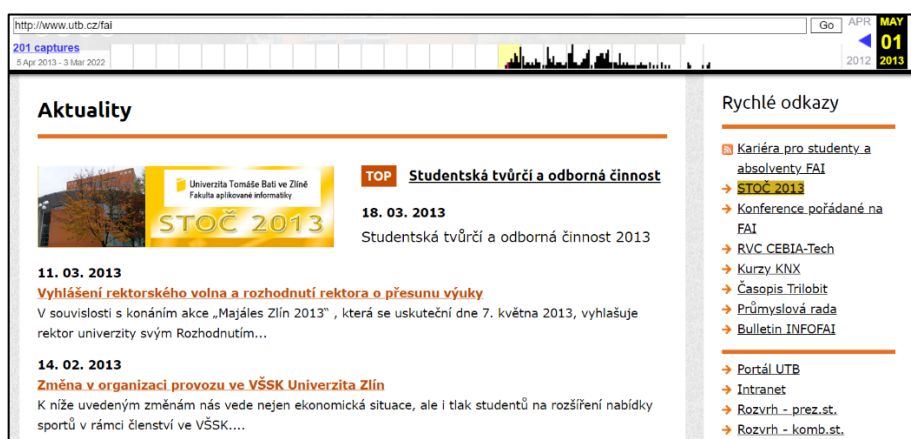 http://www.utb.cz/fai
Go
APR
MAY
201 captures
01
5 Apr 2013 - 3 Mar 2022
2012
2013
Aktuality
Univerzita Tomáše Bati ve Zlíně
Fakulta aplikované informatiky
STOČ 2013
TOP Studentská tvůrčí a odborná činnost
18. 03. 2013
Studentská tvůrčí a odborná činnost 2013
11. 03. 2013
Vyhlášení rektorského volna a rozhodnutí rektora o přesunu výuky
V souvislosti s konáním akce „Majáles Zlín 2013" , která se uskuteční dne 7. května 2013, vyhlašuje
rektor univerzity svým Rozhodnutím...
14. 02. 2013
Změna v organizaci provozu ve VŠSK Univerzita Zlín
K níže uvedeným změnám nás vede nejen ekonomická situace, ale i tlak studentů na rozšíření nabídky
sportů v rámci členství ve VŠSK....
Rychlé odkazy
Kariéra pro studenty a
absolventy FAI
STOČ 2013
Konference pořádané na
FAI
RVC CEBIA-Tech
Kurzy KNX
Časopis Trilobit
Průmyslová rada
Bulletin INFOFAI
Portál UTB
Intranet
Rozvrh - prez.st.
Rozvrh - komb.st.